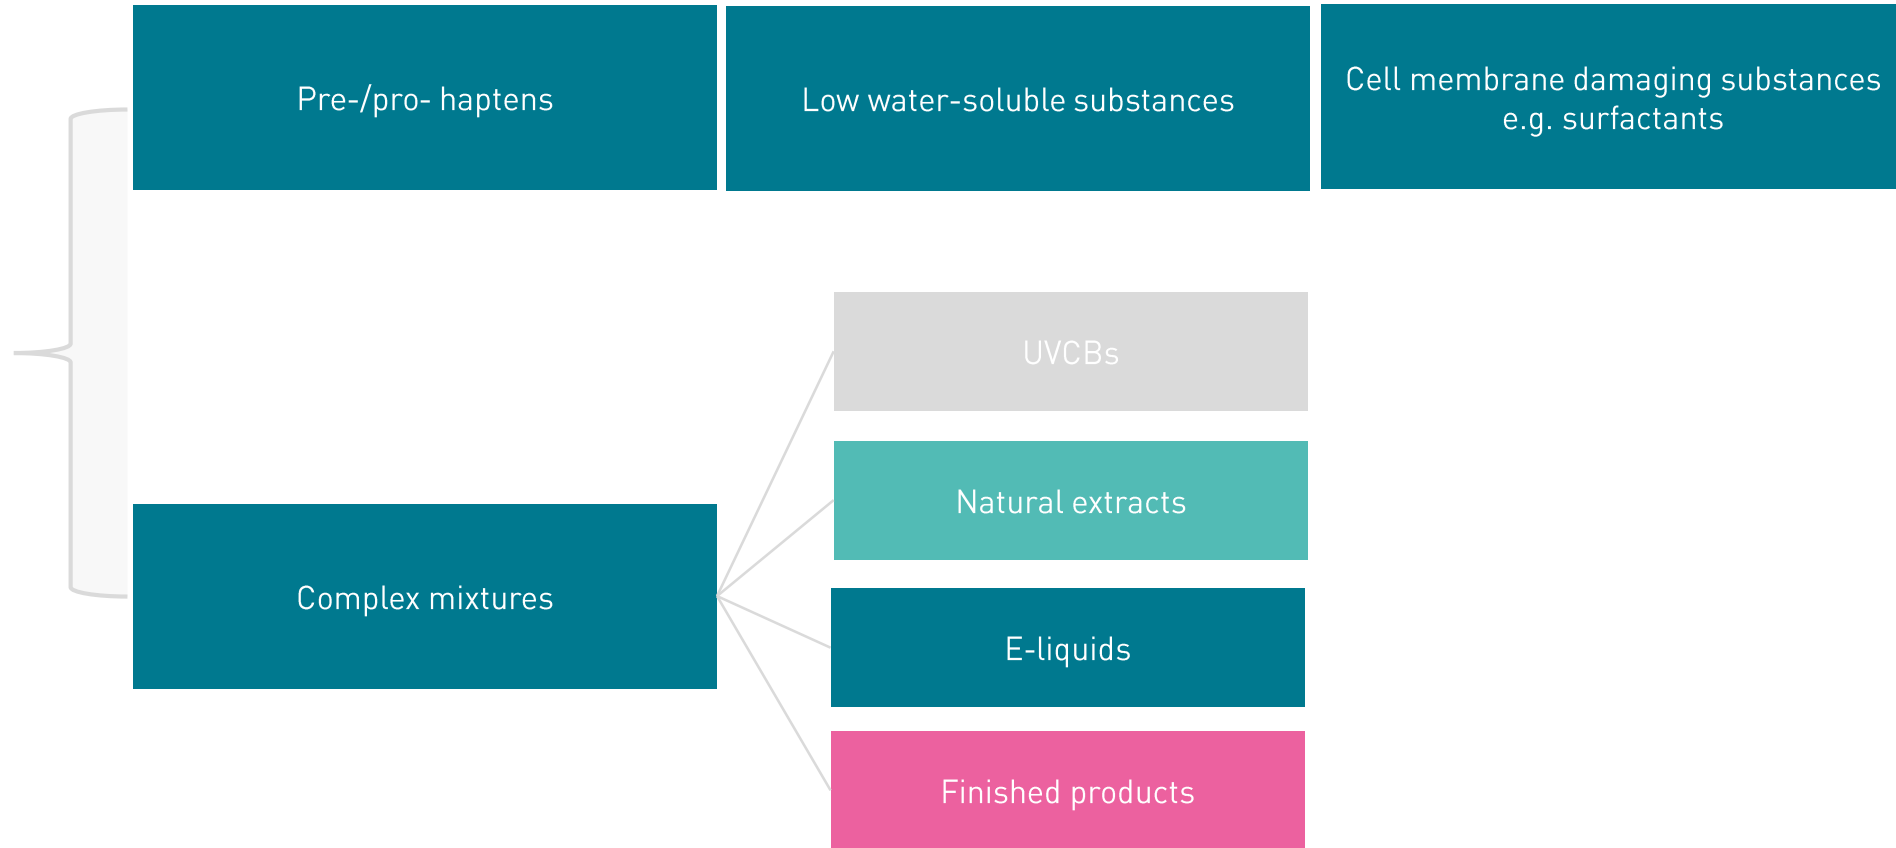 Pre-/pro- haptens
Low water-soluble substances
Cell membrane damaging substances
e.g. surfactants
UVCBs
Natural extracts
Complex mixtures
E-liquids
Finished products